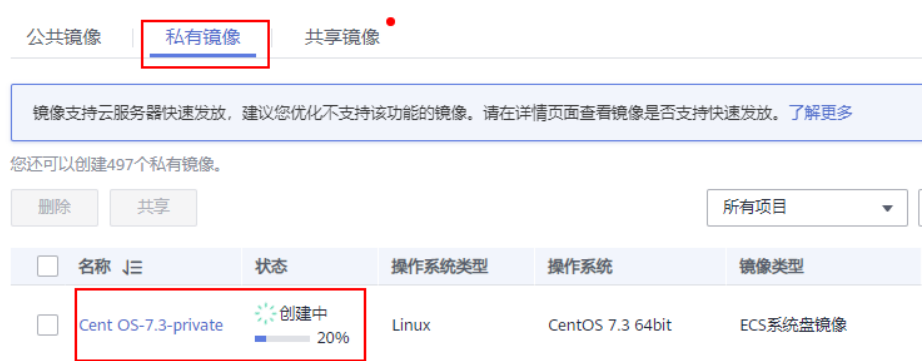 公共镜像 私有镜像 共享镜像
镜像支持云服务器快速发放，建议您优化不支持该功能的镜像。请在详情页面查看镜像是否支持快速发放。了解更多
您还可以创建497个私有镜像。
删除 共享 所有项目
名称 状态 操作系统类型 操作系统 镜像类型
Cent OS-7.3-private 创建中 20% Linux CentOS 7.3 64bit ECS系统盘镜像